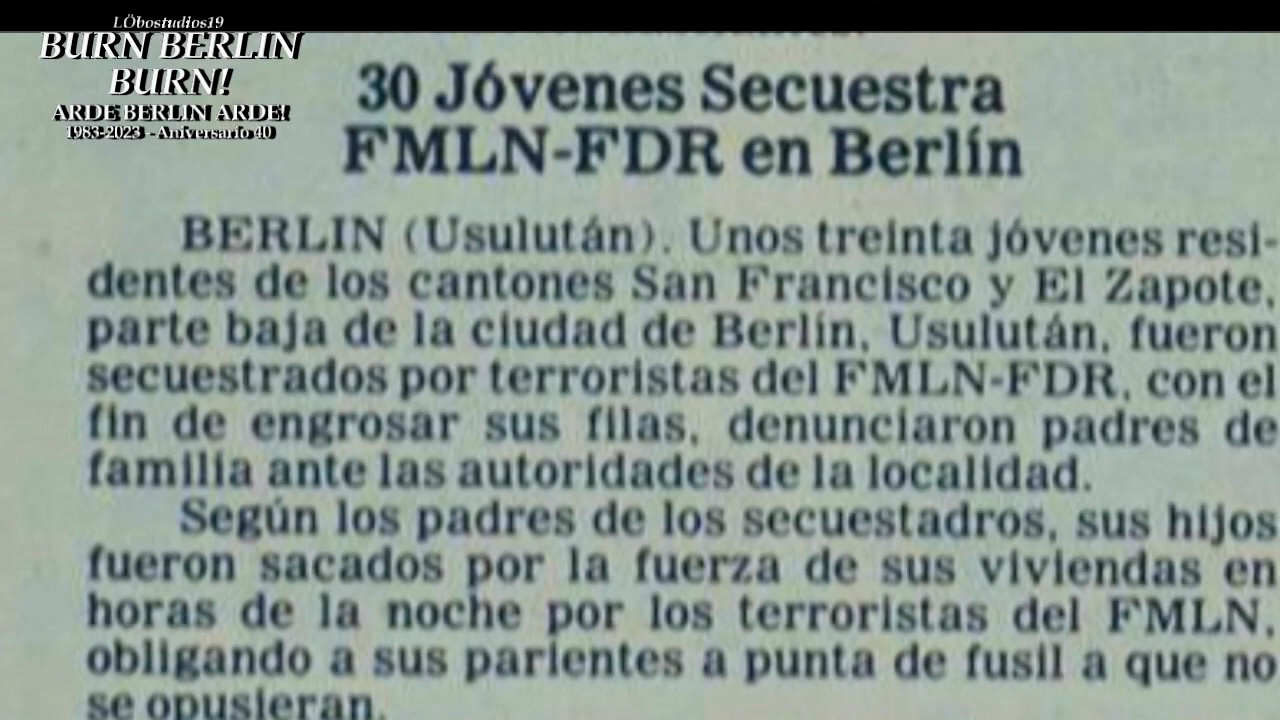 LÖbostudios19
BURN BERLIN
BURN!
ARDE BERLIN ARDE!
1983-2023 - Aniversario 40
30 Jóvenes Secuestra
FMLN-FDR en Berlín
BERLIN (Usulután). Unos treinta jóvenes resi-
dentes de los cantones San Francisco y El Zapote,
parte baja de la ciudad de Berlín, Usulután, fueron
secuestrados por terroristas del FMLN-FDR, con el
fin de engrosar sus filas, denunciaron padres de
familia ante las autoridades de la localidad.
Según los padres de los secuestadros, sus hijos
fueron sacados por la fuerza de sus viviendas en
horas de la noche por los terroristas del FMLN,
obligando a sus parientes a punta de fusil a que no
se opusieran.